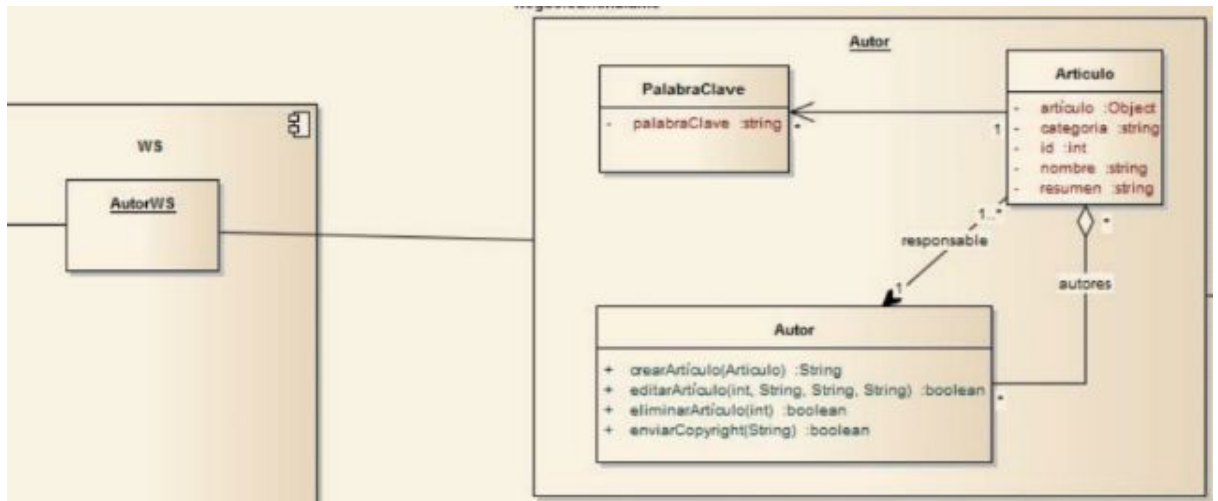 Autor
PalabraClave
- palabraClave :string
*
1
Articulo
- artículo :Object
- categoria :string
- id :int
- nombre :string
- resumen :string
WS
AutorWS
1..*
*
responsable
1
autores
Autor
+ crearArtículo(Articulo) :String
+ editarArtículo(int, String, String, String) :boolean
+ eliminarArtículo(int) :boolean
+ enviarCopyright(String) :boolean
*